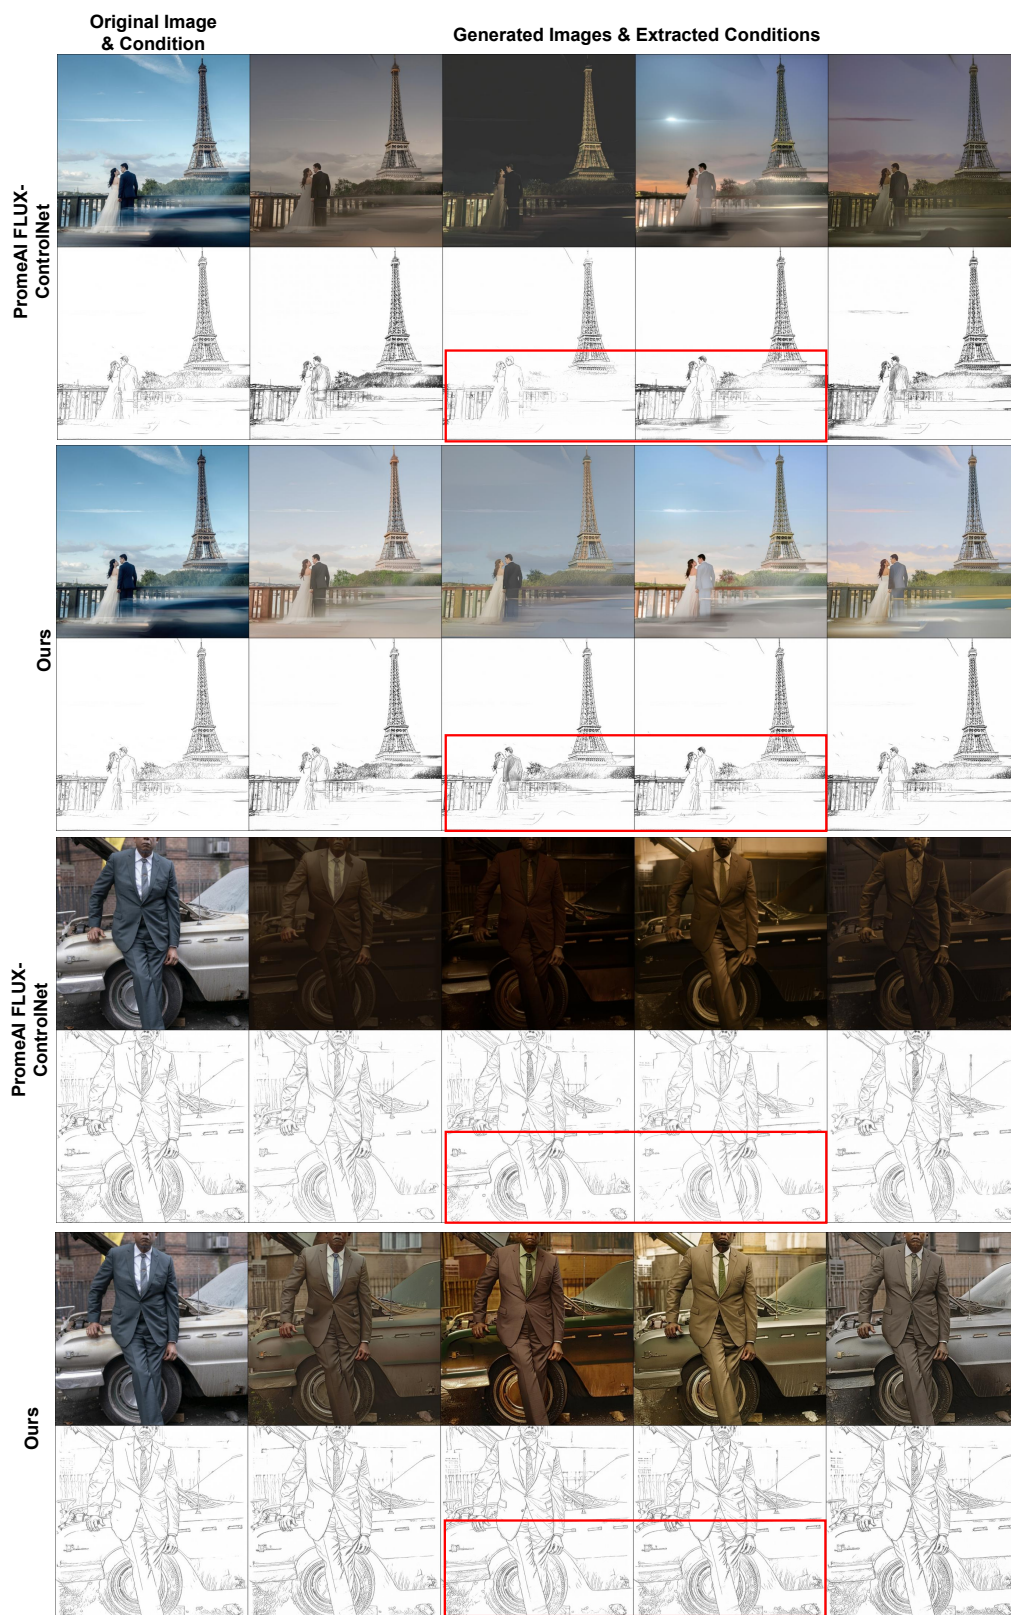 Original Image
& Condition
Generated Images & Extracted Conditions
PromeAI FLUX-
ControlNet
Ours
PromeAI FLUX-
ControlNet
Ours